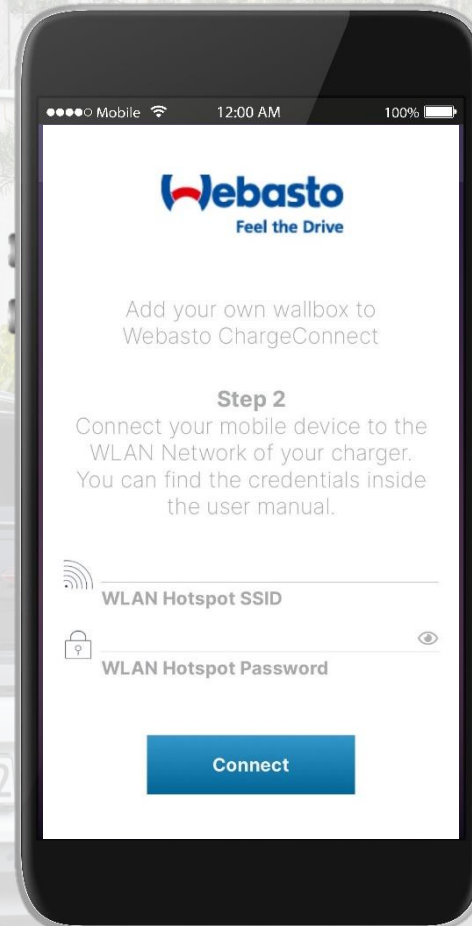 Mobile 12:00 AM 100%
Webasto
Feel the Drive
Add your own wallbox to
Webasto ChargeConnect
Step 2
Connect your mobile device to the
WLAN Network of your charger.
You can find the credentials inside
the user manual.
WLAN Hotspot SSID
WLAN Hotspot Password
Connect